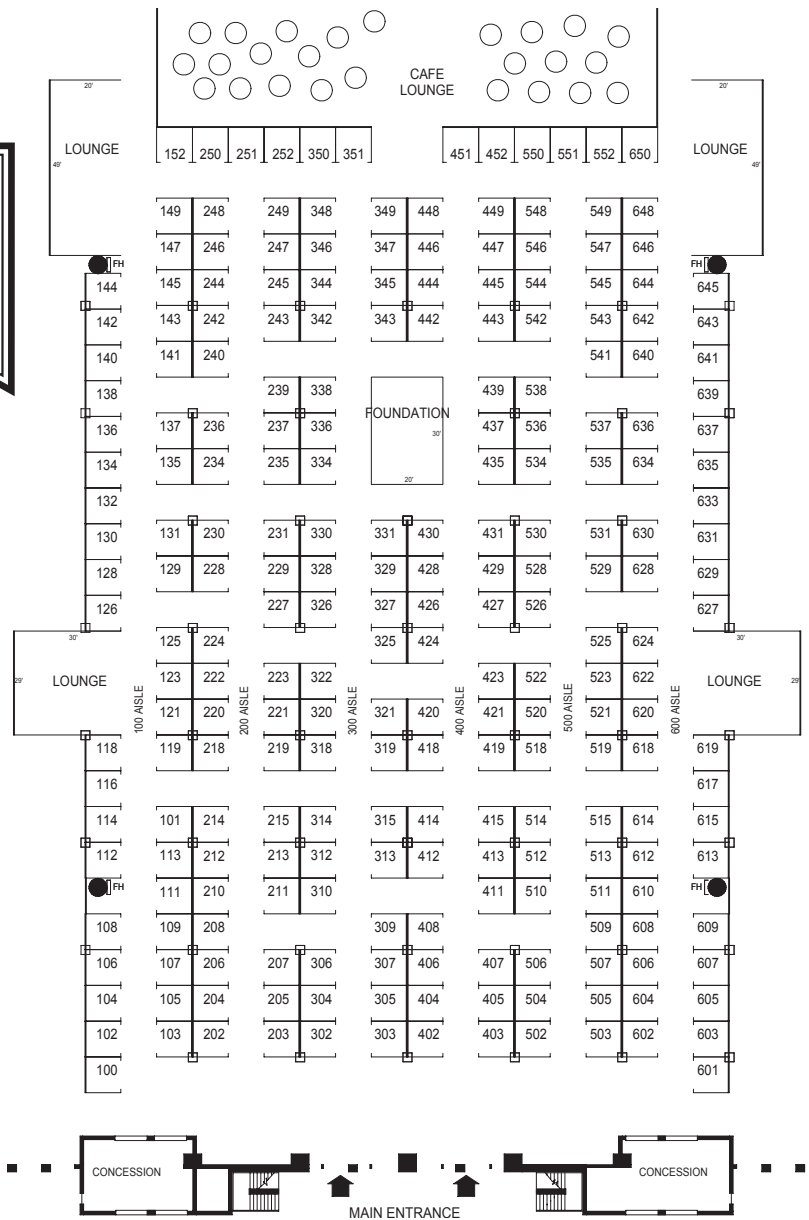 CAFE
LOUNGE
20'
20'
LOUNGE
LOUNGE
49'
49'
152 250 251 252 350 351 451 452 550 551 552 650
149 248 249 348 349 448 449 548 549 648
147 246 247 346 347 446 447 546 547 646
FH
FH
145 244 245 344 345 444 445 544 545 644
144 645
143 242 243 342 343 442 443 542 543 642
142 643
141 240 541 640
140 641
239 338 439 538
138 639
FOUNDATION
137 236 237 336 437 536 537 636
136 30' 637
135 234 235 334 435 534 535 634
134 635
20'
132 633
131 230 231 330 331 430 431 530 531 630
130 631
129 228 229 328 329 428 429 528 529 628
128 629
227 326 327 426 427 526
126 627
30'
30'
125 224 325 424 525 624
29' LOUNGE 123 222 223 322 423 522 523 622 LOUNGE 29'
100 AISLE
200 AISLE
300 AISLE
400 AISLE
500 AISLE
600 AISLE
121 220 221 320 321 420 421 520 521 620
118 119 218 219 318 319 418 419 518 519 618 619
116 617
114 101 214 215 314 315 414 415 514 515 614 615
112 113 212 213 312 313 412 413 512 513 612 613
FH 111 210 211 310 411 510 511 610 FH
108 109 208 309 408 509 608 609
106 107 206 207 306 307 406 407 506 507 606 607
104 105 204 205 304 305 404 405 504 505 604 605
102 103 202 203 302 303 402 403 502 503 602 603
100 601
CONCESSION
CONCESSION
MAIN ENTRANCE